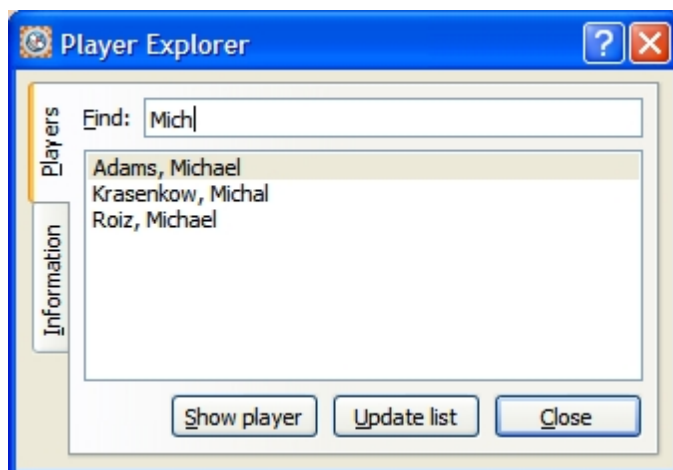 Player Explorer
Players
Find: Mich
Adams, Michael
Krasenkow, Michal
Roiz, Michael
Information
Show player Update list Close